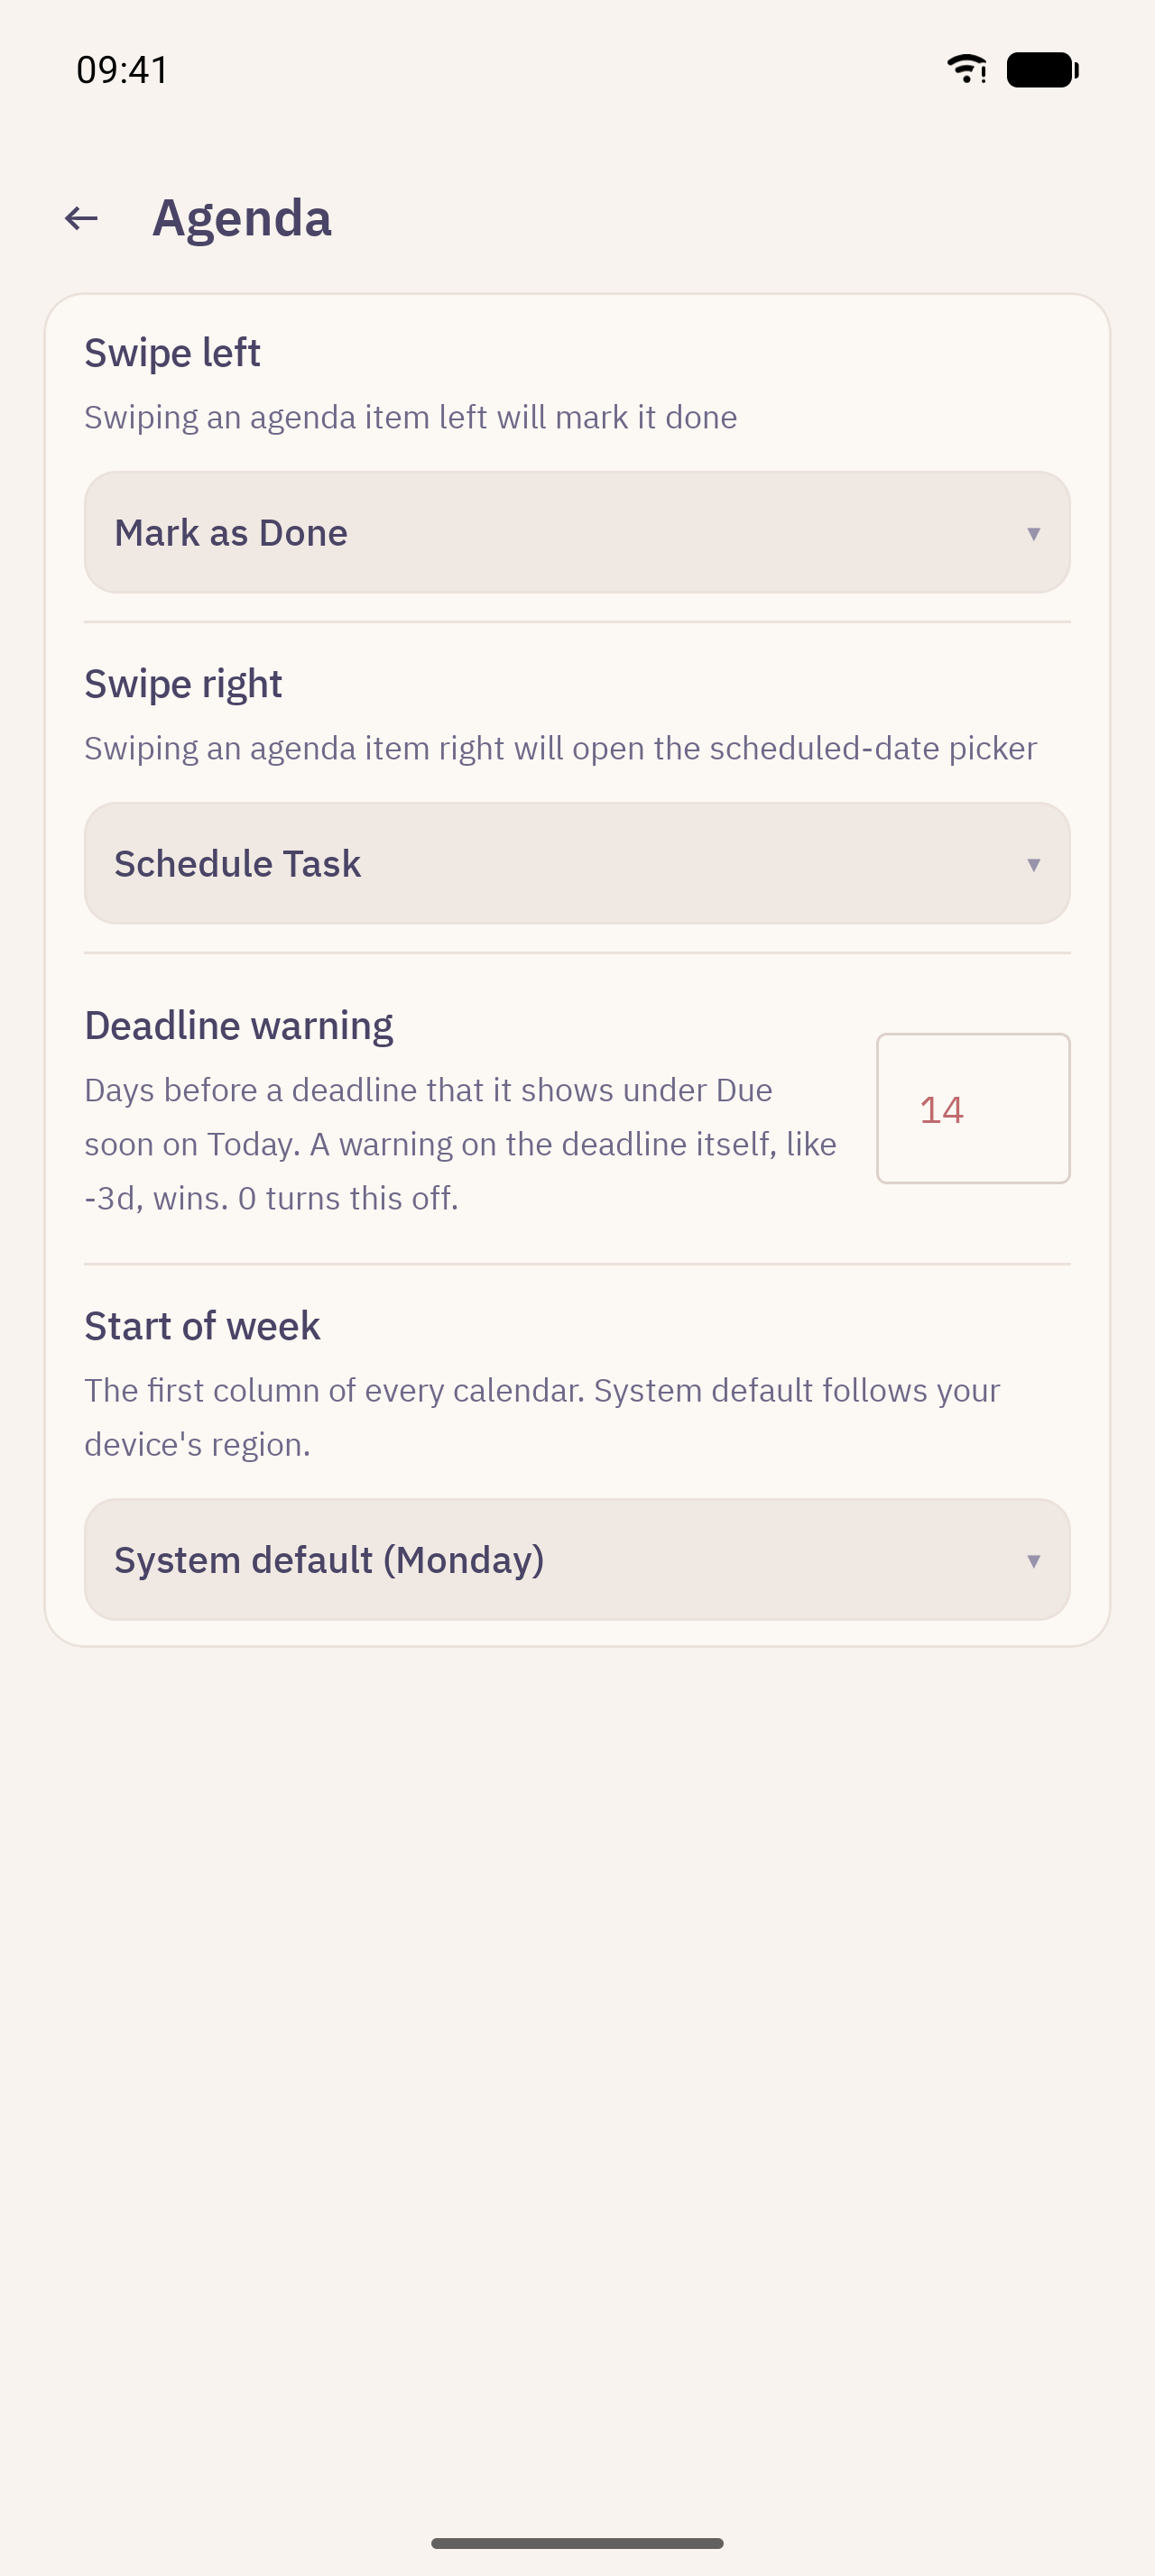 09:41
Agenda
Swipe left
Swiping an agenda item left will mark it done
Mark as Done
Swipe right
Swiping an agenda item right will open the scheduled-date picker
Schedule Task
Deadline warning
Days before a deadline that it shows under Due
soon on Today. A warning on the deadline itself, like
-3d, wins. 0 turns this off.
14
Start of week
The first column of every calendar. System default follows your
device's region.
System default (Monday)